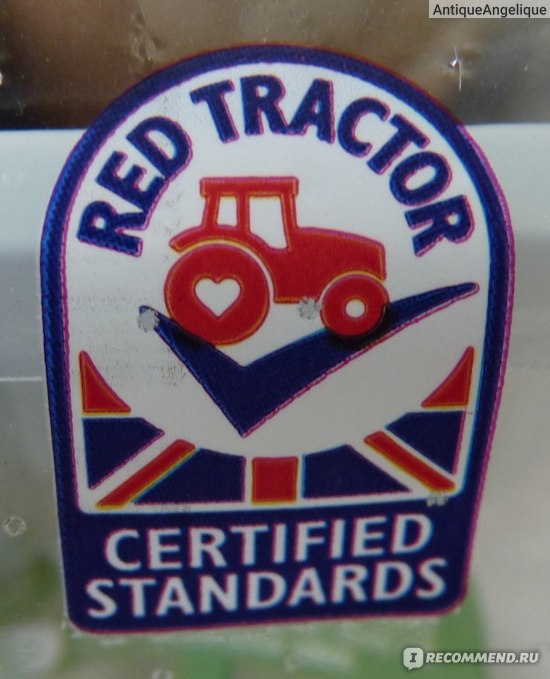 AntiqueAngelique
RED TRACTOR
CERTIFIED
STANDARDS
I RECOMMEND.RU